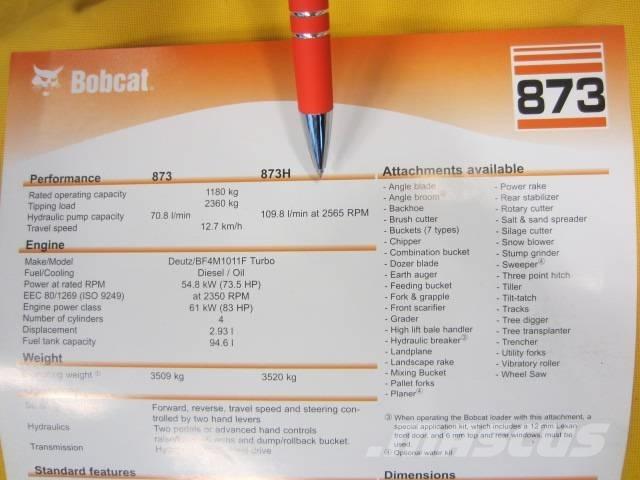 Bobcat
873
Performance 873 873H
Rated operating capacity 1180 kg
Tipping load 2360 kg
Hydraulic pump capacity 70.8 l/min 109.8 l/min at 2565 RPM
Travel speed 12.7 km/h
Engine
Make/Model Deutz/BF4M1011F Turbo
Fuel/Cooling Diesel / Oil
Power at rated RPM 54.8 kW (73.5 HP)
EEC 80/1269 (ISO 9249) at 2350 RPM
Engine power class 61 kW (83 HP)
Number of cylinders 4
Displacement 2.93 l
Fuel tank capacity 94.6 l
Weight
weight 3509 kg 3520 kg
Forward, reverse, travel speed and steering con-
trolled by two hand levers
Hydraulics Two pedals or advanced hand controls
and dump/rollback bucket.
Transmission drive
Standard features
Attachments available
- Angle blade
- Angle broom
- Backhoe
- Brush cutter
- Buckets (7 types)
- Chipper
- Combination bucket
- Dozer blade
- Earth auger
- Feeding bucket
- Fork & grapple
- Front scarifier
- Grader
- High lift bale handler
- Hydraulic breaker③
- Landplane
- Landscape rake
- Mixing Bucket
- Pallet forks
- Planer④
- Power rake
- Rear stabilizer
- Rotary cutter
- Salt & sand spreader
- Silage cutter
- Snow blower
- Stump grinder
- Sweeper④
- Three point hitch
- Tiller
- Tilt-tatch
- Tracks
- Tree digger
- Tree transplanter
- Trencher
- Utility forks
- Vibratory roller
- Wheel Saw
③ When operating the Bobcat loader with this attachment, a
special application kit, which includes a 12 mm Lexan
front door and 6 mm top and rear windows, must be
used.
④ Optional water kit
Dimensions
Mascus